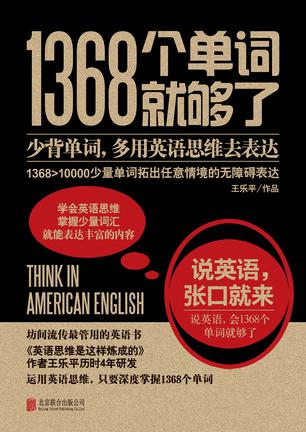 1368个单词
就够了
少背单词，多用英语思维去表达
1368>10000少量单词拓出任意情境的无障碍表达
王乐平/作品
学会英语思维
掌握少量词汇
就能表达丰富的内容
THINK IN
AMERICAN ENGLISH
说英语，
张口就来
说英语，会1368个
单词就够了
坊间流传最管用的英语书
《英语思维是这样炼成的》
作者王乐平历时4年研发
运用英语思维，只要深度掌握1368个单词
北京联合出版公司
Beijing United Publishing Co.,Ltd.